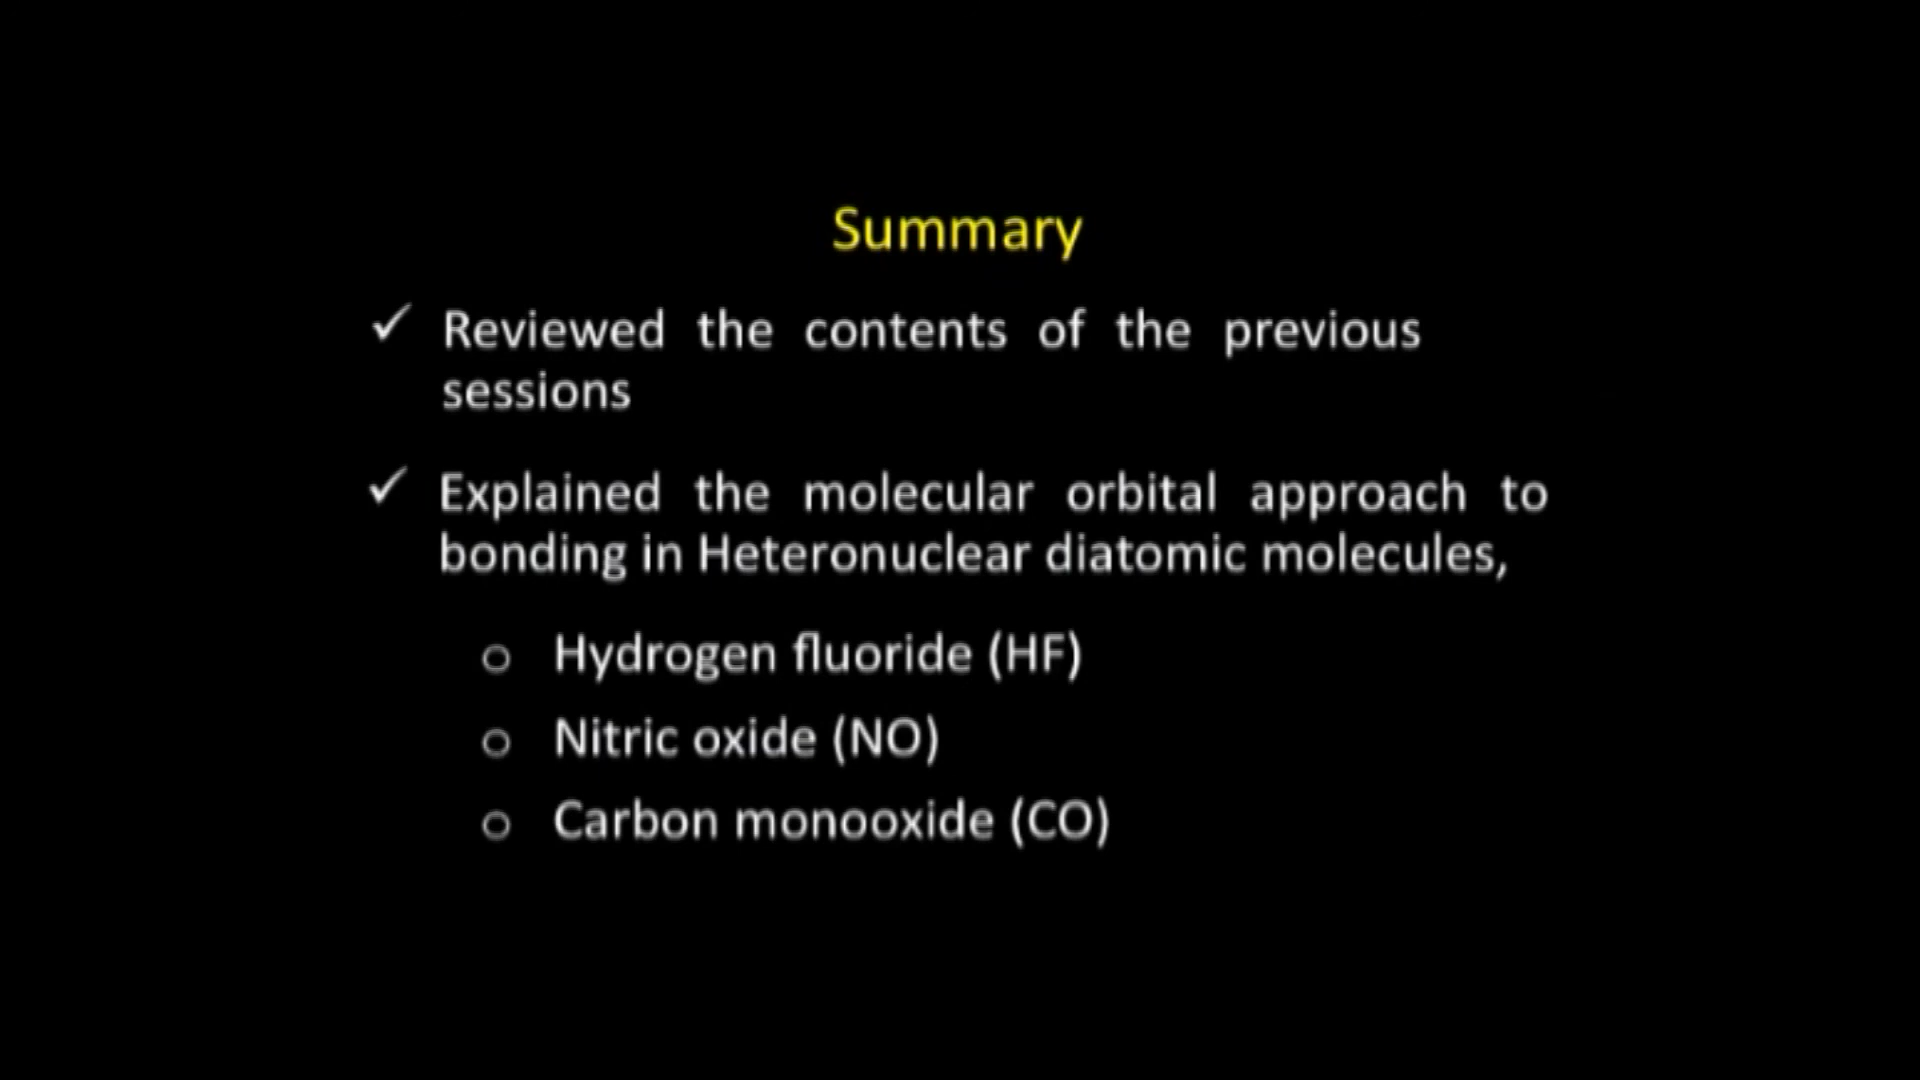 Summary
✓ Reviewed the contents of the previous
sessions
✓ Explained the molecular orbital approach to
bonding in Heteronuclear diatomic molecules,
o Hydrogen fluoride (HF)
o Nitric oxide (NO)
o Carbon monooxide (CO)